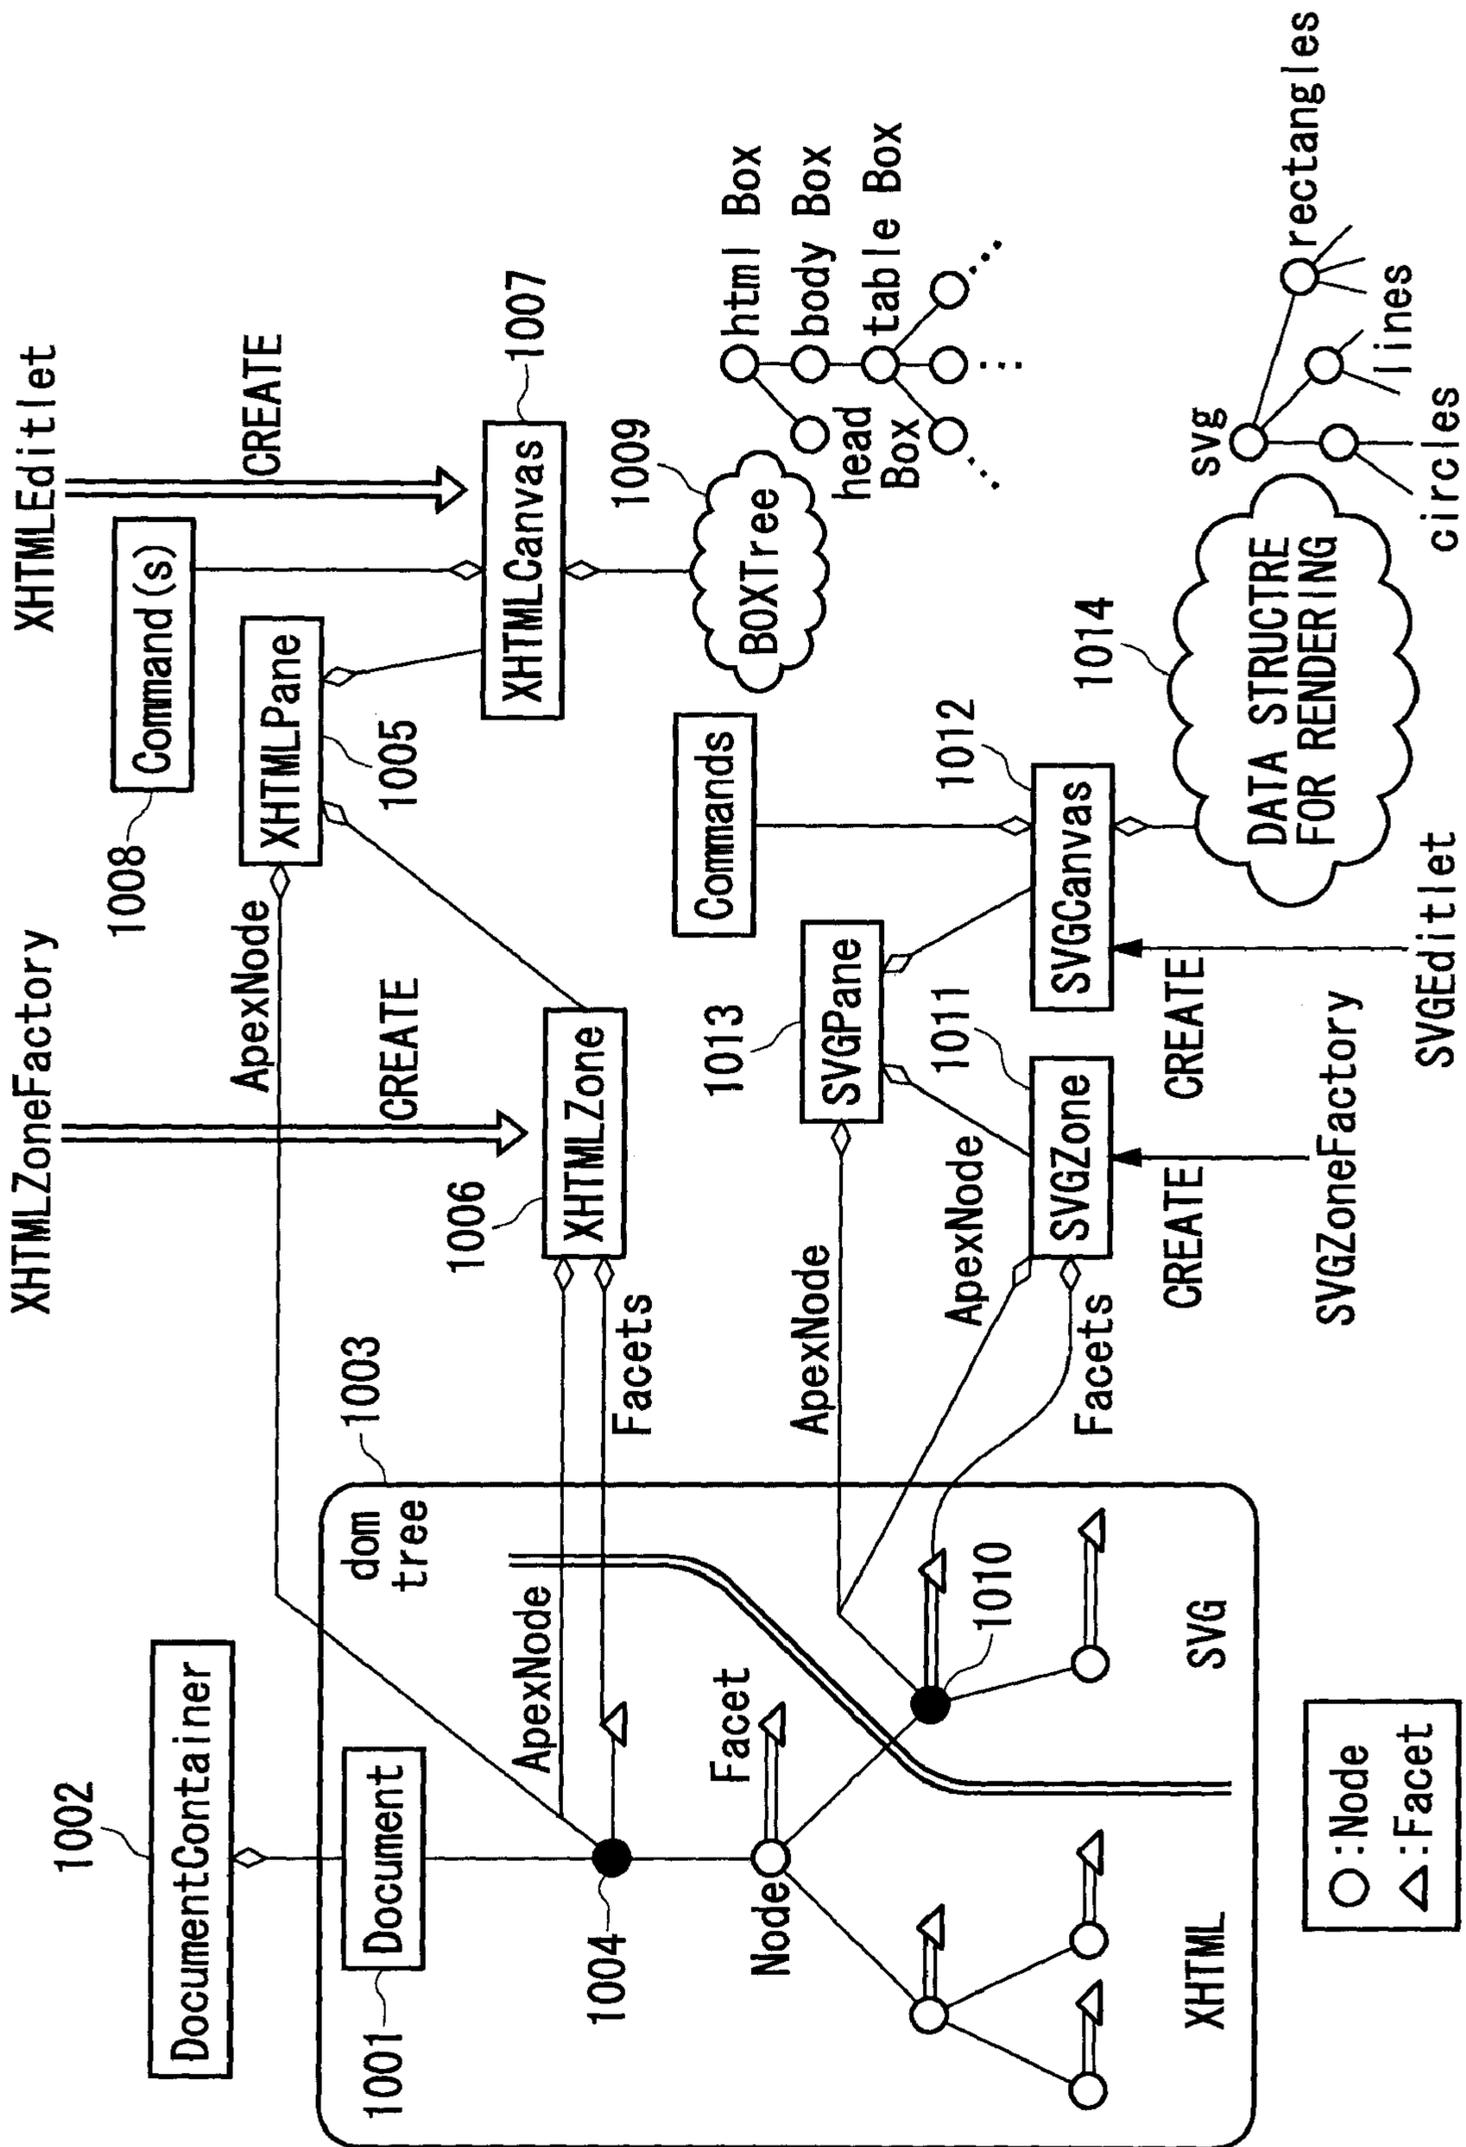 XHTMLZoneFactory
XHTMLEditlet
CREATE
1002
DocumentContainer
1008
Command(s)
ApexNode
XHTMLPane
1005
CREATE
1007
XHTMLCanvas
1003
dom
tree
1001
Document
1006
XHTMLZone
1009
BOXTree
html Box
head
Box
body Box
table Box
1004
ApexNode
Facets
Node
Facet
Commands
1013
SVGPane
1012
SVGCanvas
ApexNode
1011
SVGZone
ApexNode
1014
DATA STRUCTRE
FOR RENDERING
svg
rectangles
lines
circles
1010
Facets
CREATE
CREATE
XHTML
SVG
SVGZoneFactory
SVGEditlet
:Node
:Facet